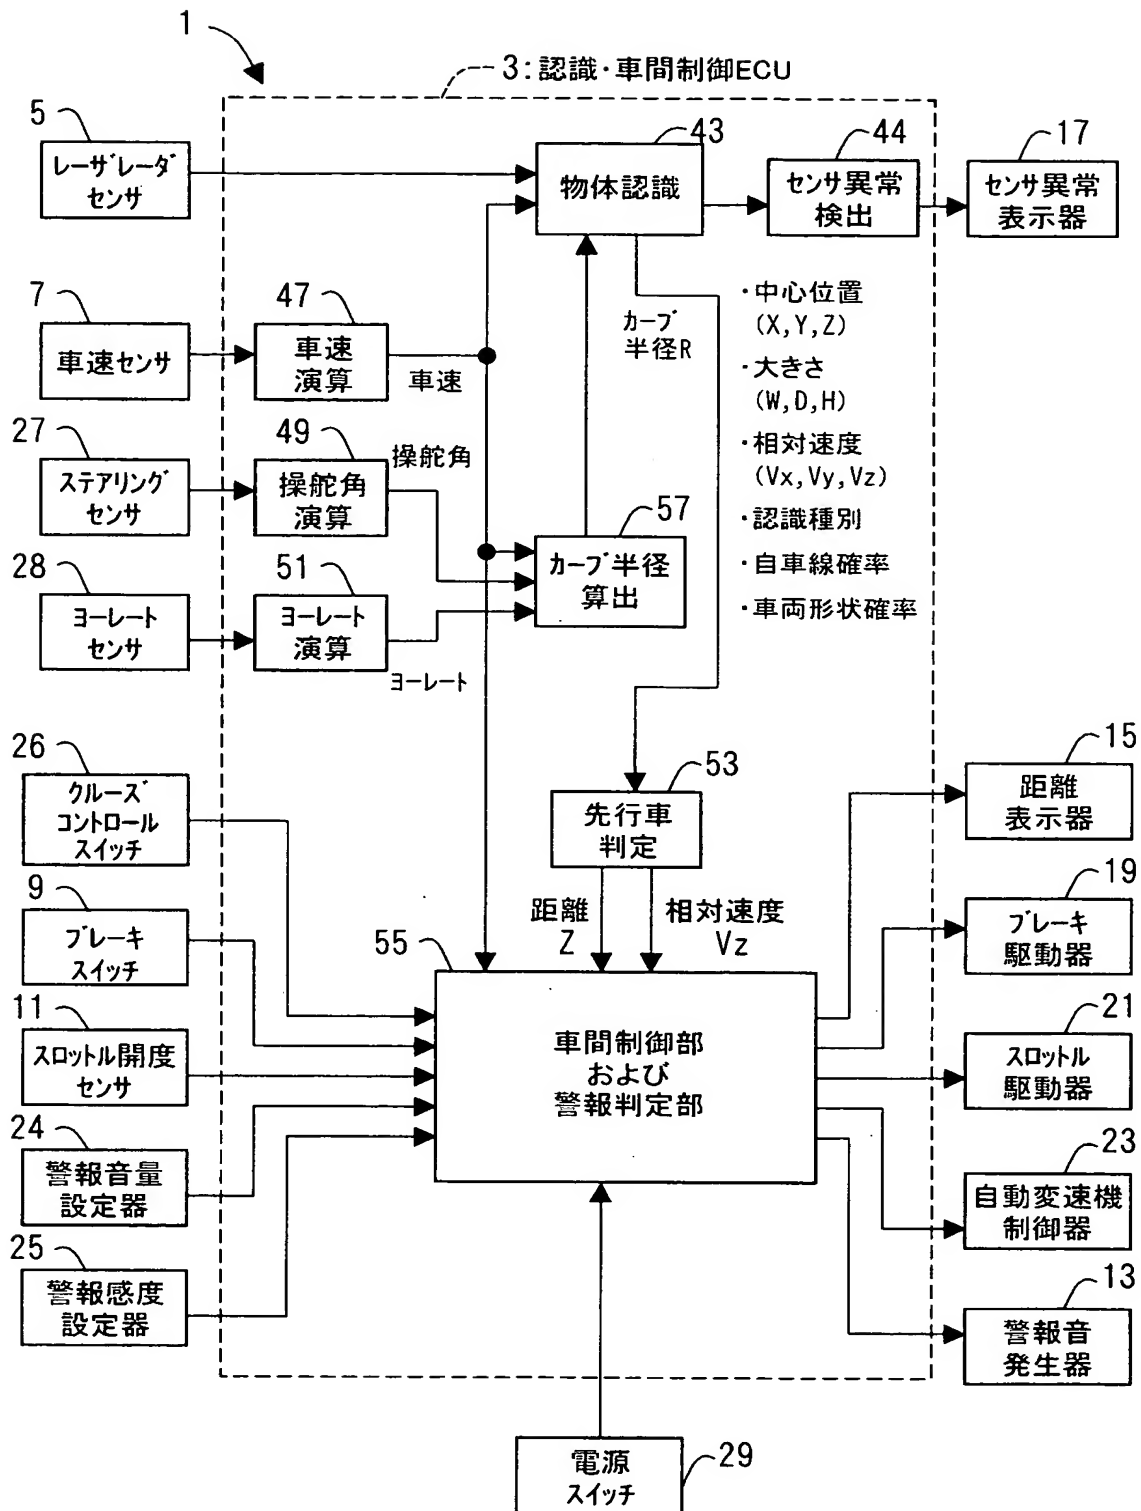 1
3:認識・車間制御ECU
5
レーザレーダ
センサ
43
物体認識
44
センサ異常
検出
17
センサ異常
表示器
7
車速センサ
47
車速
演算
車速
カーブ
半径R
・中心位置
(X,Y,Z)
・大きさ
(W,D,H)
・相対速度
(Vx,Vy,Vz)
・認識種別
・自車線確率
・車両形状確率
27
ステアリング
センサ
49
操舵角
演算
操舵角
57
カーブ半径
算出
28
ヨーレート
センサ
51
ヨーレート
演算
ヨーレート
26
クルーズ
コントロール
スイッチ
53
先行車
判定
15
距離
表示器
距離
Z
相対速度
Vz
9
ブレーキ
スイッチ
19
ブレーキ
駆動器
55
車間制御部
および
警報判定部
11
スロットル開度
センサ
21
スロットル
駆動器
24
警報音量
設定器
23
自動変速機
制御器
25
警報感度
設定器
13
警報音
発生器
29
電源
スイッチ